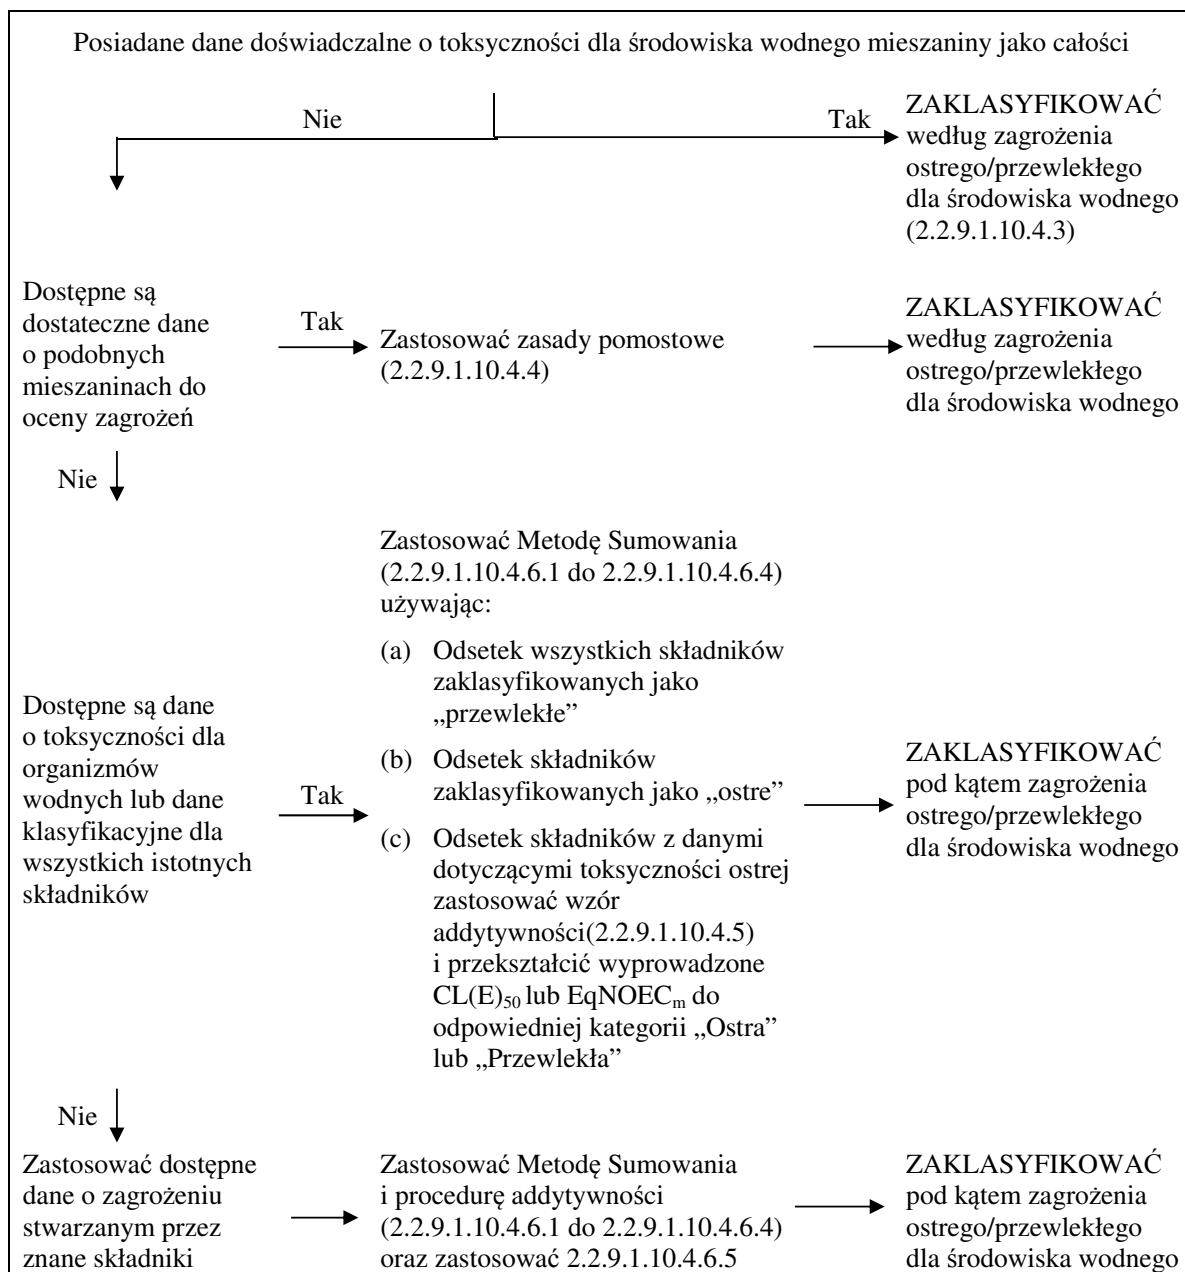 Posiadane dane doświadczalne o toksyczności dla środowiska wodnego mieszaniny jako całości
Nie
Tak
ZAKLASYFIKOWAĆ
według zagrożenia
ostrego/przewlekłego
dla środowiska wodnego
(2.2.9.1.10.4.3)
Dostępne są
dostateczne dane
o podobnych
mieszaninach do
oceny zagrożeń
Tak
Zastosować zasady pomostowe
(2.2.9.1.10.4.4)
ZAKLASYFIKOWAĆ
według zagrożenia
ostrego/przewlekłego
dla środowiska wodnego
Nie
Dostępne są dane
o toksyczności dla
organizmów
wodnych lub dane
klasyfikacyjne dla
wszystkich istotnych
składników
Tak
Zastosować Metodę Sumowania
(2.2.9.1.10.4.6.1 do 2.2.9.1.10.4.6.4)
używając:
(a) Odsetek wszystkich składników
zaklasyfikowanych jako
„przewlekłe”
(b) Odsetek składników
zaklasyfikowanych jako „ostre”
(c) Odsetek składników z danymi
dotyczącymi toksyczności ostrej
zastosować wzór
addytywności(2.2.9.1.10.4.5)
i przekształcić wyprowadzone
CL(E)₅₀ lub EqNOECₘ do
odpowiedniej kategorii „Ostra”
lub „Przewlekła”
ZAKLASYFIKOWAĆ
pod kątem zagrożenia
ostrego/przewlekłego
dla środowiska wodnego
Nie
Zastosować dostępne
dane o zagrożeniu
stwarzanym przez
znane składniki
Zastosować Metodę Sumowania
i procedurę addytywności
(2.2.9.1.10.4.6.1 do 2.2.9.1.10.4.6.4)
oraz zastosować 2.2.9.1.10.4.6.5
ZAKLASYFIKOWAĆ
pod kątem zagrożenia
ostrego/przewlekłego
dla środowiska wodnego